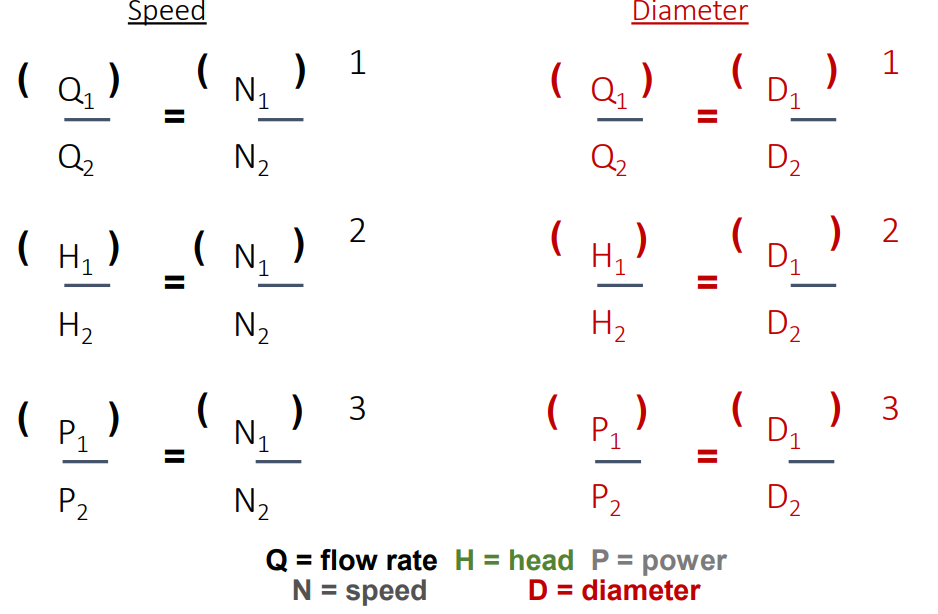 Speed Diameter
( Q₁ ) = ( N₁ ) 1 ( Q₁ ) = ( D₁ ) 1
Q₂ N₂ Q₂ D₂
( H₁ ) = ( N₁ ) 2 ( H₁ ) = ( D₁ ) 2
H₂ N₂ H₂ D₂
( P₁ ) = ( N₁ ) 3 ( P₁ ) = ( D₁ ) 3
P₂ N₂ P₂ D₂
Q = flow rate H = head P = power
N = speed D = diameter